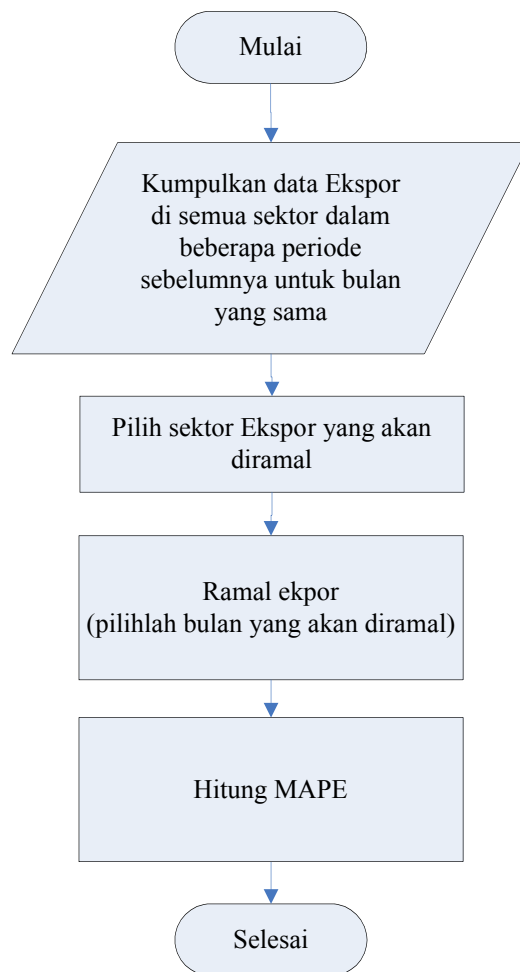 Mulai
Kumpulkan data Ekspor
di semua sektor dalam
beberapa periode
sebelumnya untuk bulan
yang sama
Pilih sektor Ekspor yang akan
diramal
Ramal ekpor
(pilihlah bulan yang akan diramal)
Hitung MAPE
Selesai